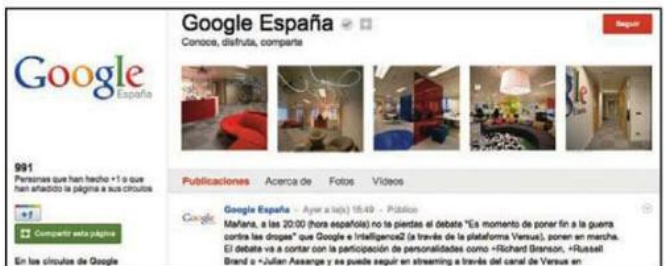 Google España
Conoce, disfruta, comparte
Seguir
Google
España
991
Personas que han hecho +1 o que
han añadido la página a sus círculos
+1
Compartir esta página
En los círculos de Google
Publicaciones Acerca de Fotos Vídeos
Google
Google España - Ayer a la(s) 16:49 - Público
Mañana, a las 20:00 (hora española) no te pierdas el debate "Es momento de poner fin a la guerra
contra las drogas" que Google e Intelligence2 (a través de la plataforma Versus), ponen en marcha.
El debate va a contar con la participación de personalidades como +Richard Branson, +Russell
Brand o +Julian Assange y se puede seguir en streaming a través del canal de Versus en